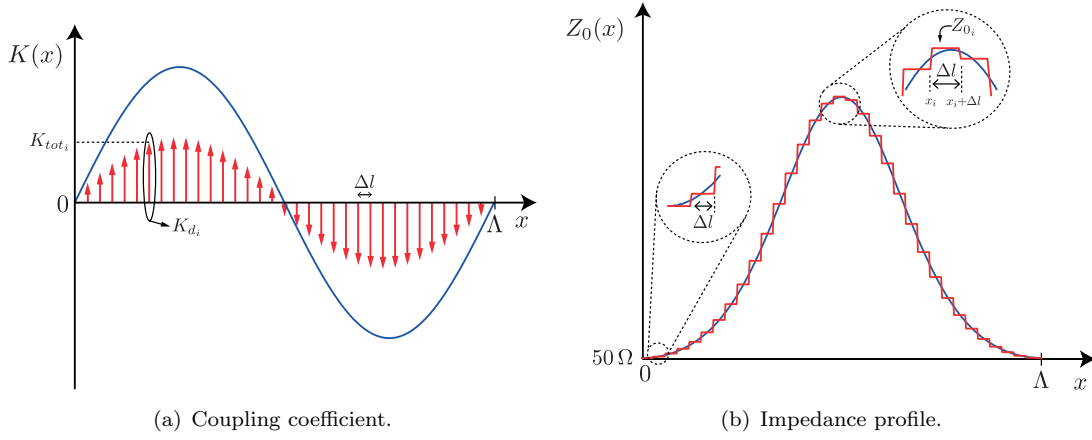 K(x)
K_{tot_i}
0
Δl
Λ
x
K_{d_i}
(a) Coupling coefficient.
Z_0(x)
Z_{0_i}
Δl
x_i
x_i+Δl
Δl
50 Ω
0
Λ
x
(b) Impedance profile.